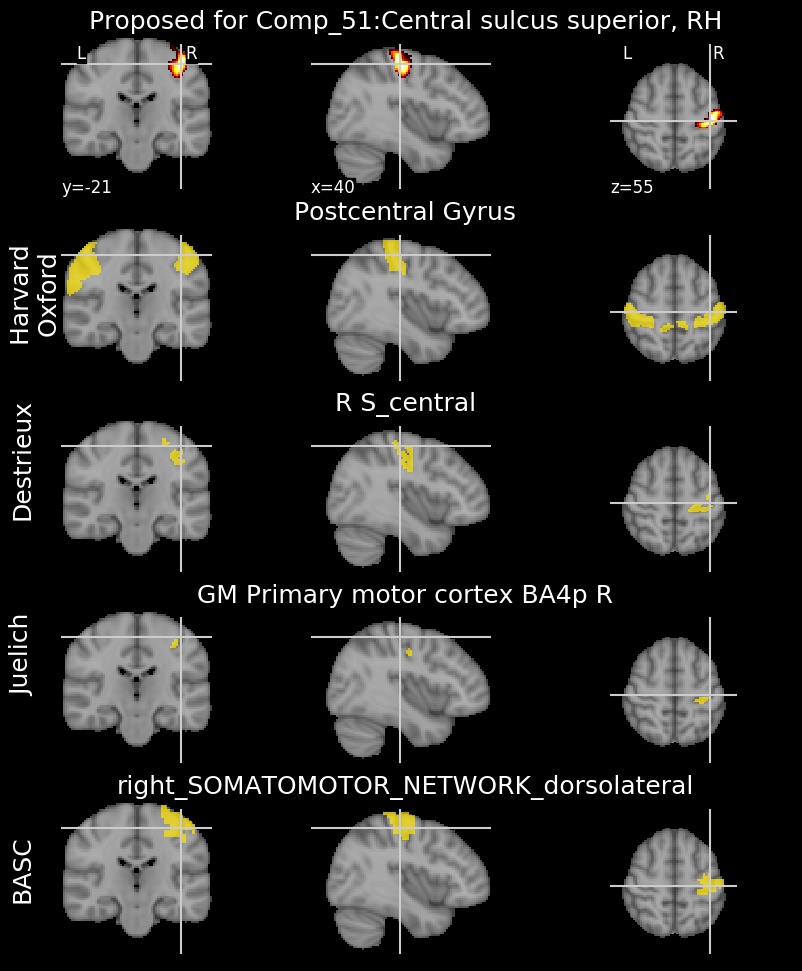 Proposed for Comp_51:Central sulcus superior, RH
L R L R
y=-21 x=40 z=55
Postcentral Gyrus
Harvard
Oxford
R S_central
Destrieux
GM Primary motor cortex BA4p R
Juelich
right_SOMATOMOTOR_NETWORK_dorsolateral
BASC